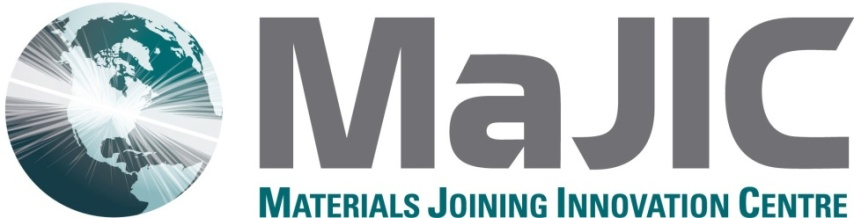 MaJIC
MATERIALS JOINING INNOVATION CENTRE